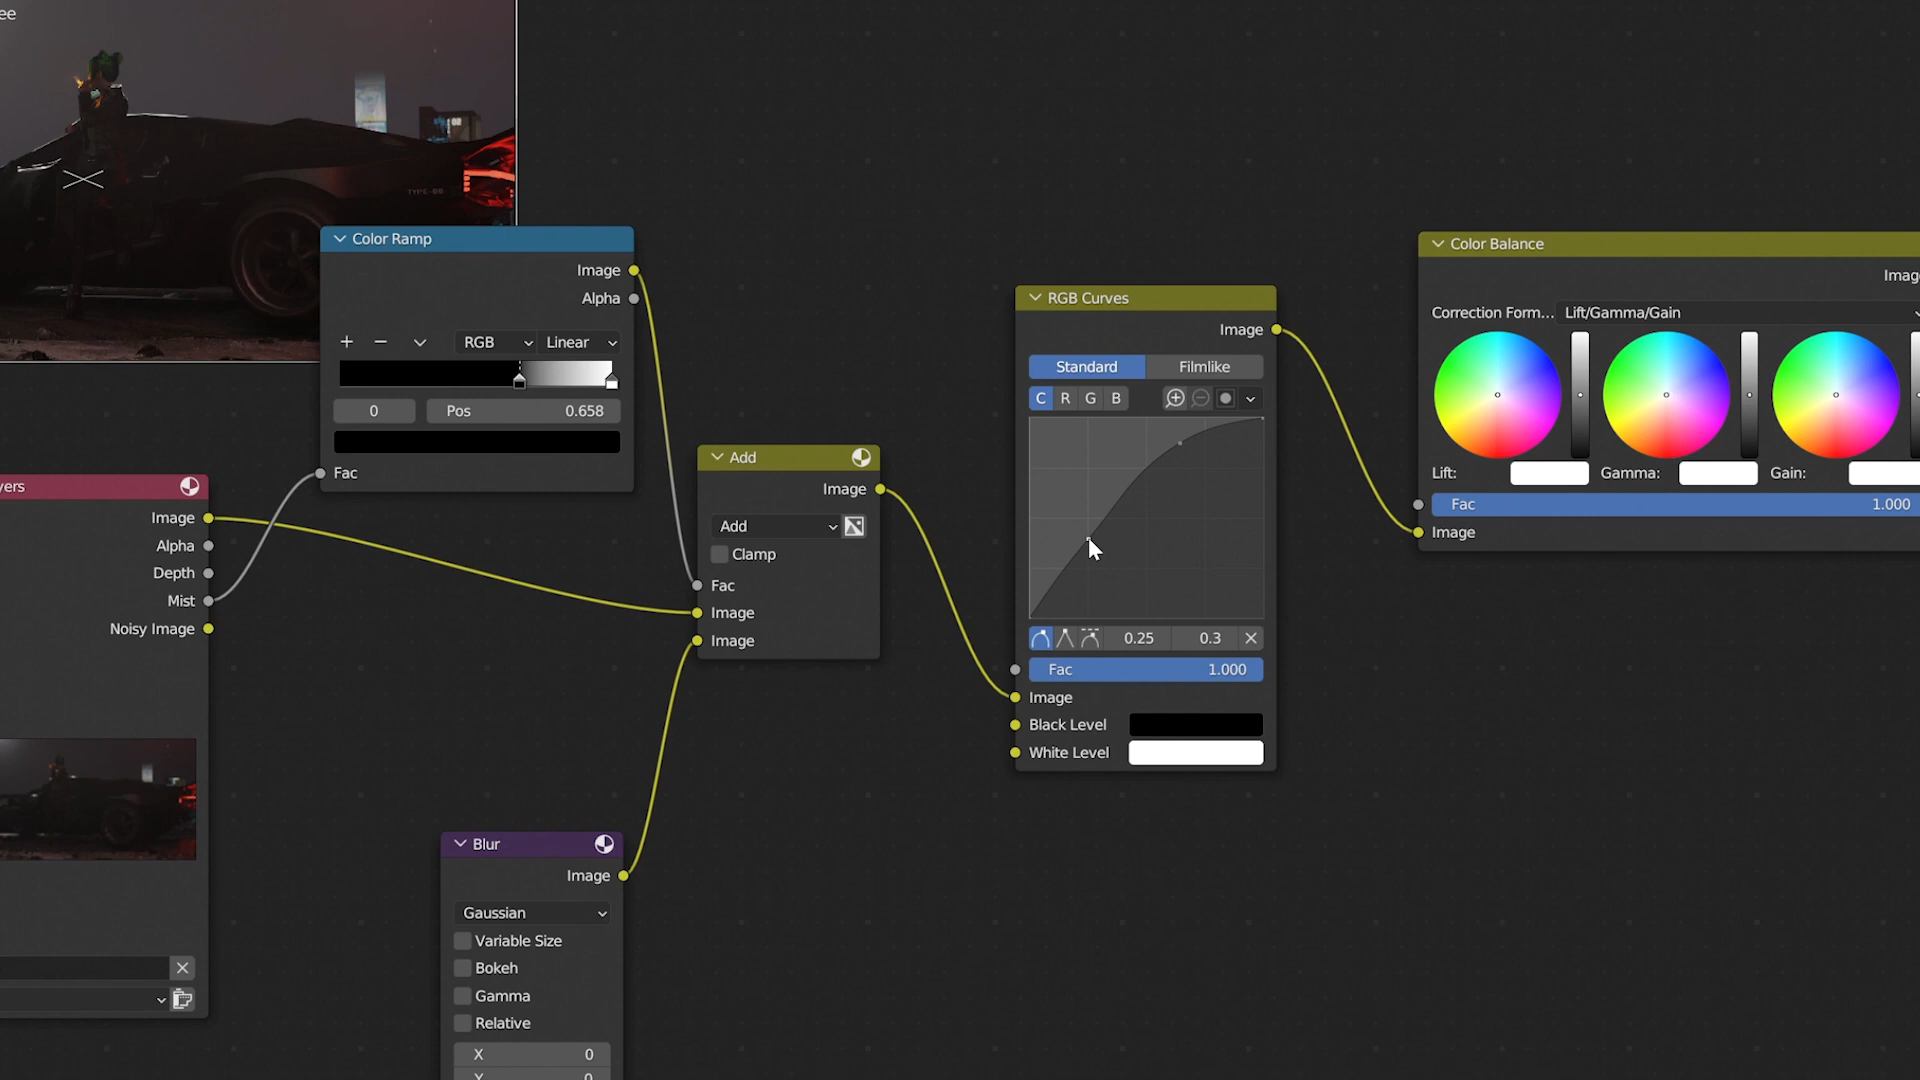 ee
TYPE-
02
Color Ramp
Image
Alpha
RGB
Linear
0
Pos
0.658
Fac
yers
Image
Alpha
Depth
Mist
Noisy Image
Add
Image
Add
Clamp
Fac
Image
Image
Blur
Image
Gaussian
Variable Size
Bokeh
Gamma
Relative
X 0
RGB Curves
Image
Standard
Filmlike
C R G B
0.25
0.3
Fac 1.000
Image
Black Level
White Level
Color Balance
Imag
Correction Form... Lift/Gamma/Gain
Lift:
Gamma:
Gain:
Fac 1.000
Image